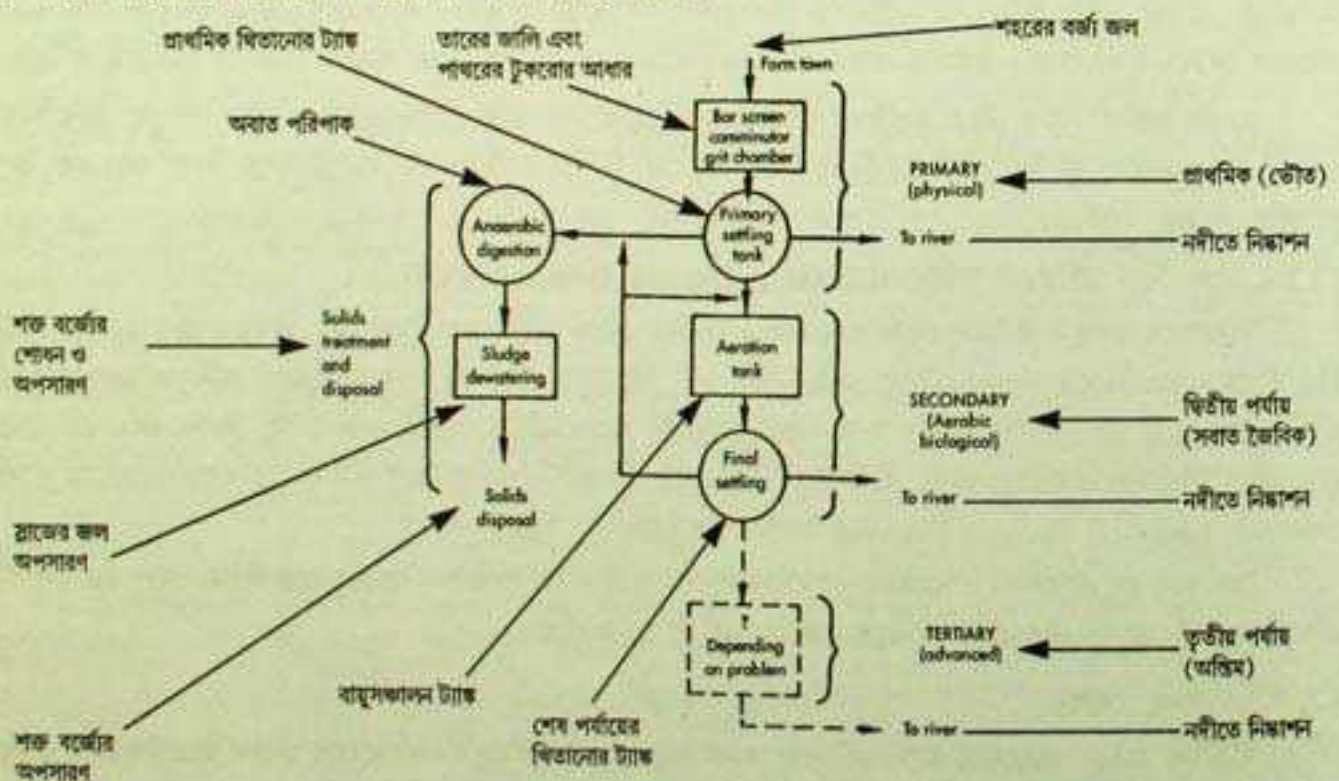 শহরের বর্জ্য জল
প্রাথমিক থিতানোর ট্যাঙ্ক
তারের জালি এবং
পাথরের টুকরোর আধার
Form town
অবাত পরিপাক
Bar screen
comminutor
grit chamber
PRIMARY
(physical)
প্রাথমিক (ভৌত)
Anaerobic
digestion
Primary
settling
tank
To river
নদীতে নিষ্কাশন
শক্ত বর্জ্যের
শোধন ও
অপসারণ
Solids
treatment
and
disposal
Sludge
dewatering
Aeration
tank
SECONDARY
(Aerobic
biological)
দ্বিতীয় পর্যায়
(সবাত জৈবিক)
Final
settling
To river
নদীতে নিষ্কাশন
Solids
disposal
স্লাজের জল
অপসারণ
?
Depending
on problem
TERTIARY
(advanced)
তৃতীয় পর্যায়
(অন্তিম)
বায়ুসঞ্চালন ট্যাঙ্ক
শেষ পর্যায়ের
থিতানোর ট্যাঙ্ক
To river
নদীতে নিষ্কাশন
শক্ত বর্জ্যের
অপসারণ